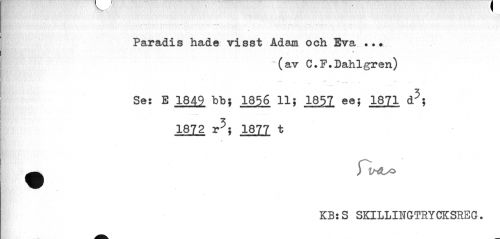 Paradis hade visst Adam och Eva ...
(av C.F.Dahlgren)
Se: E 1849 bb; 1856 ll; 1857 ee; 1871 d3;
1872 r3; 1877 t
KB:S SKILLINGTRYCKSREG.